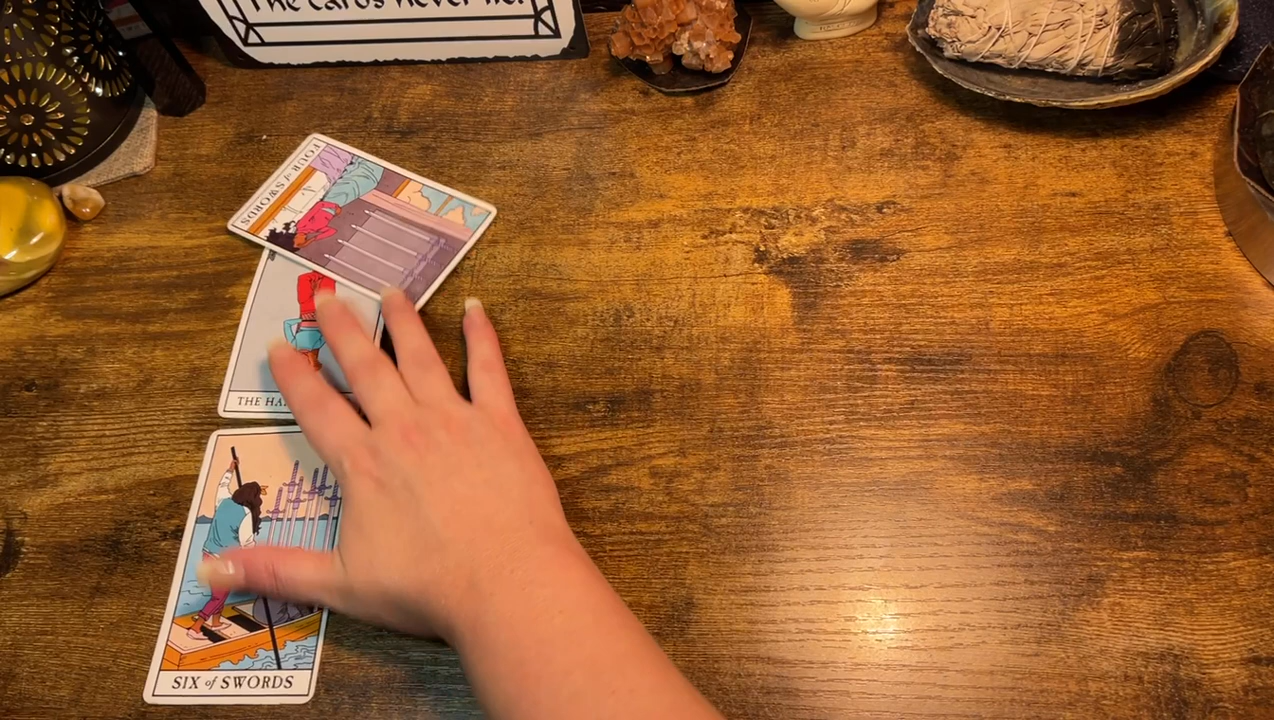 The Cards never lie.
FOUR of SWORDS
THE HA
SIX of SWORDS